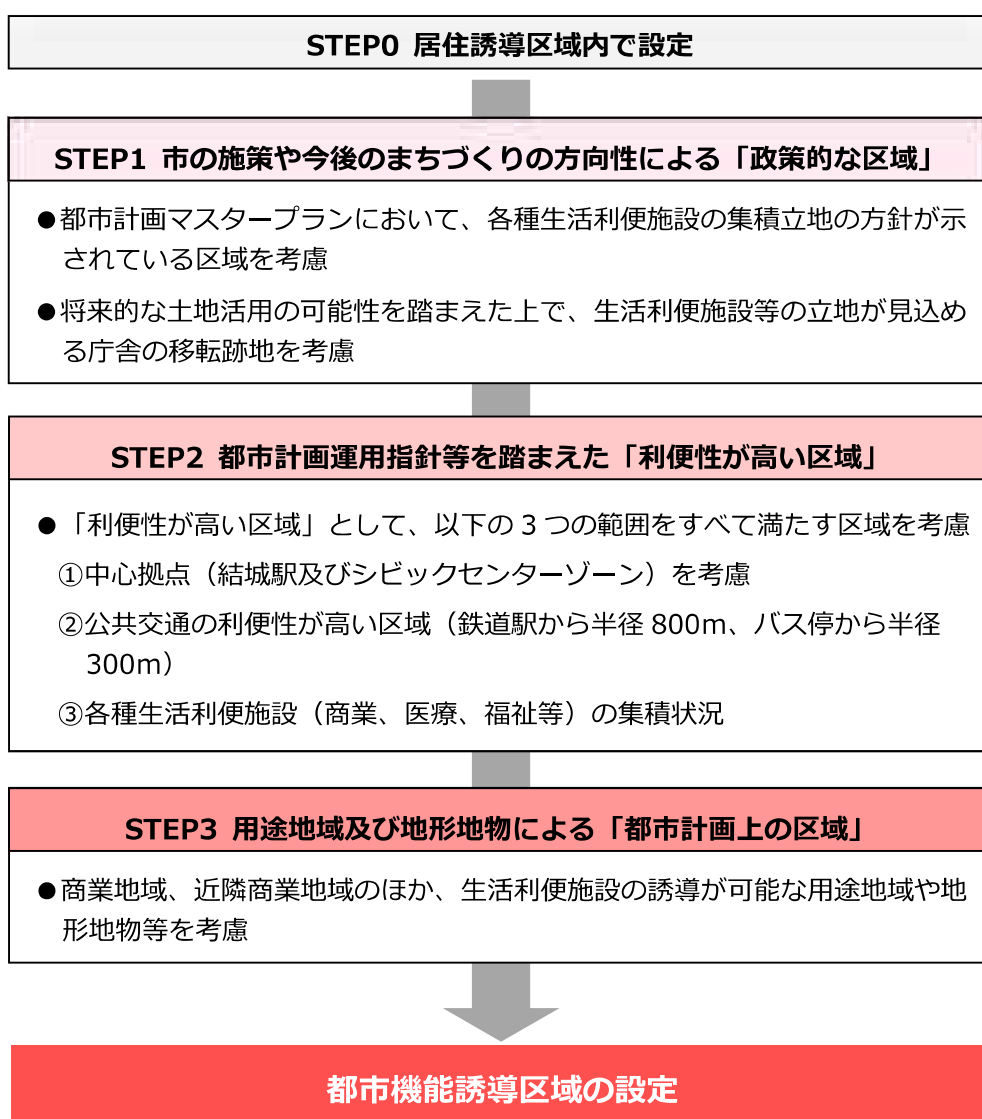 STEP0 居住誘導区域内で設定
STEP1 市の施策や今後のまちづくりの方向性による「政策的な区域」
●都市計画マスタープランにおいて、各種生活利便施設の集積立地の方針が示
されている区域を考慮
●将来的な土地活用の可能性を踏まえた上で、生活利便施設等の立地が見込め
る庁舎の移転跡地を考慮
STEP2 都市計画運用指針等を踏まえた「利便性が高い区域」
●「利便性が高い区域」として、以下の3つの範囲をすべて満たす区域を考慮
①中心拠点（結城駅及びシビックセンターゾーン）を考慮
②公共交通の利便性が高い区域（鉄道駅から半径 800m、バス停から半径
300m）
③各種生活利便施設（商業、医療、福祉等）の集積状況
STEP3 用途地域及び地形地物による「都市計画上の区域」
●商業地域、近隣商業地域のほか、生活利便施設の誘導が可能な用途地域や地
形地物等を考慮
都市機能誘導区域の設定